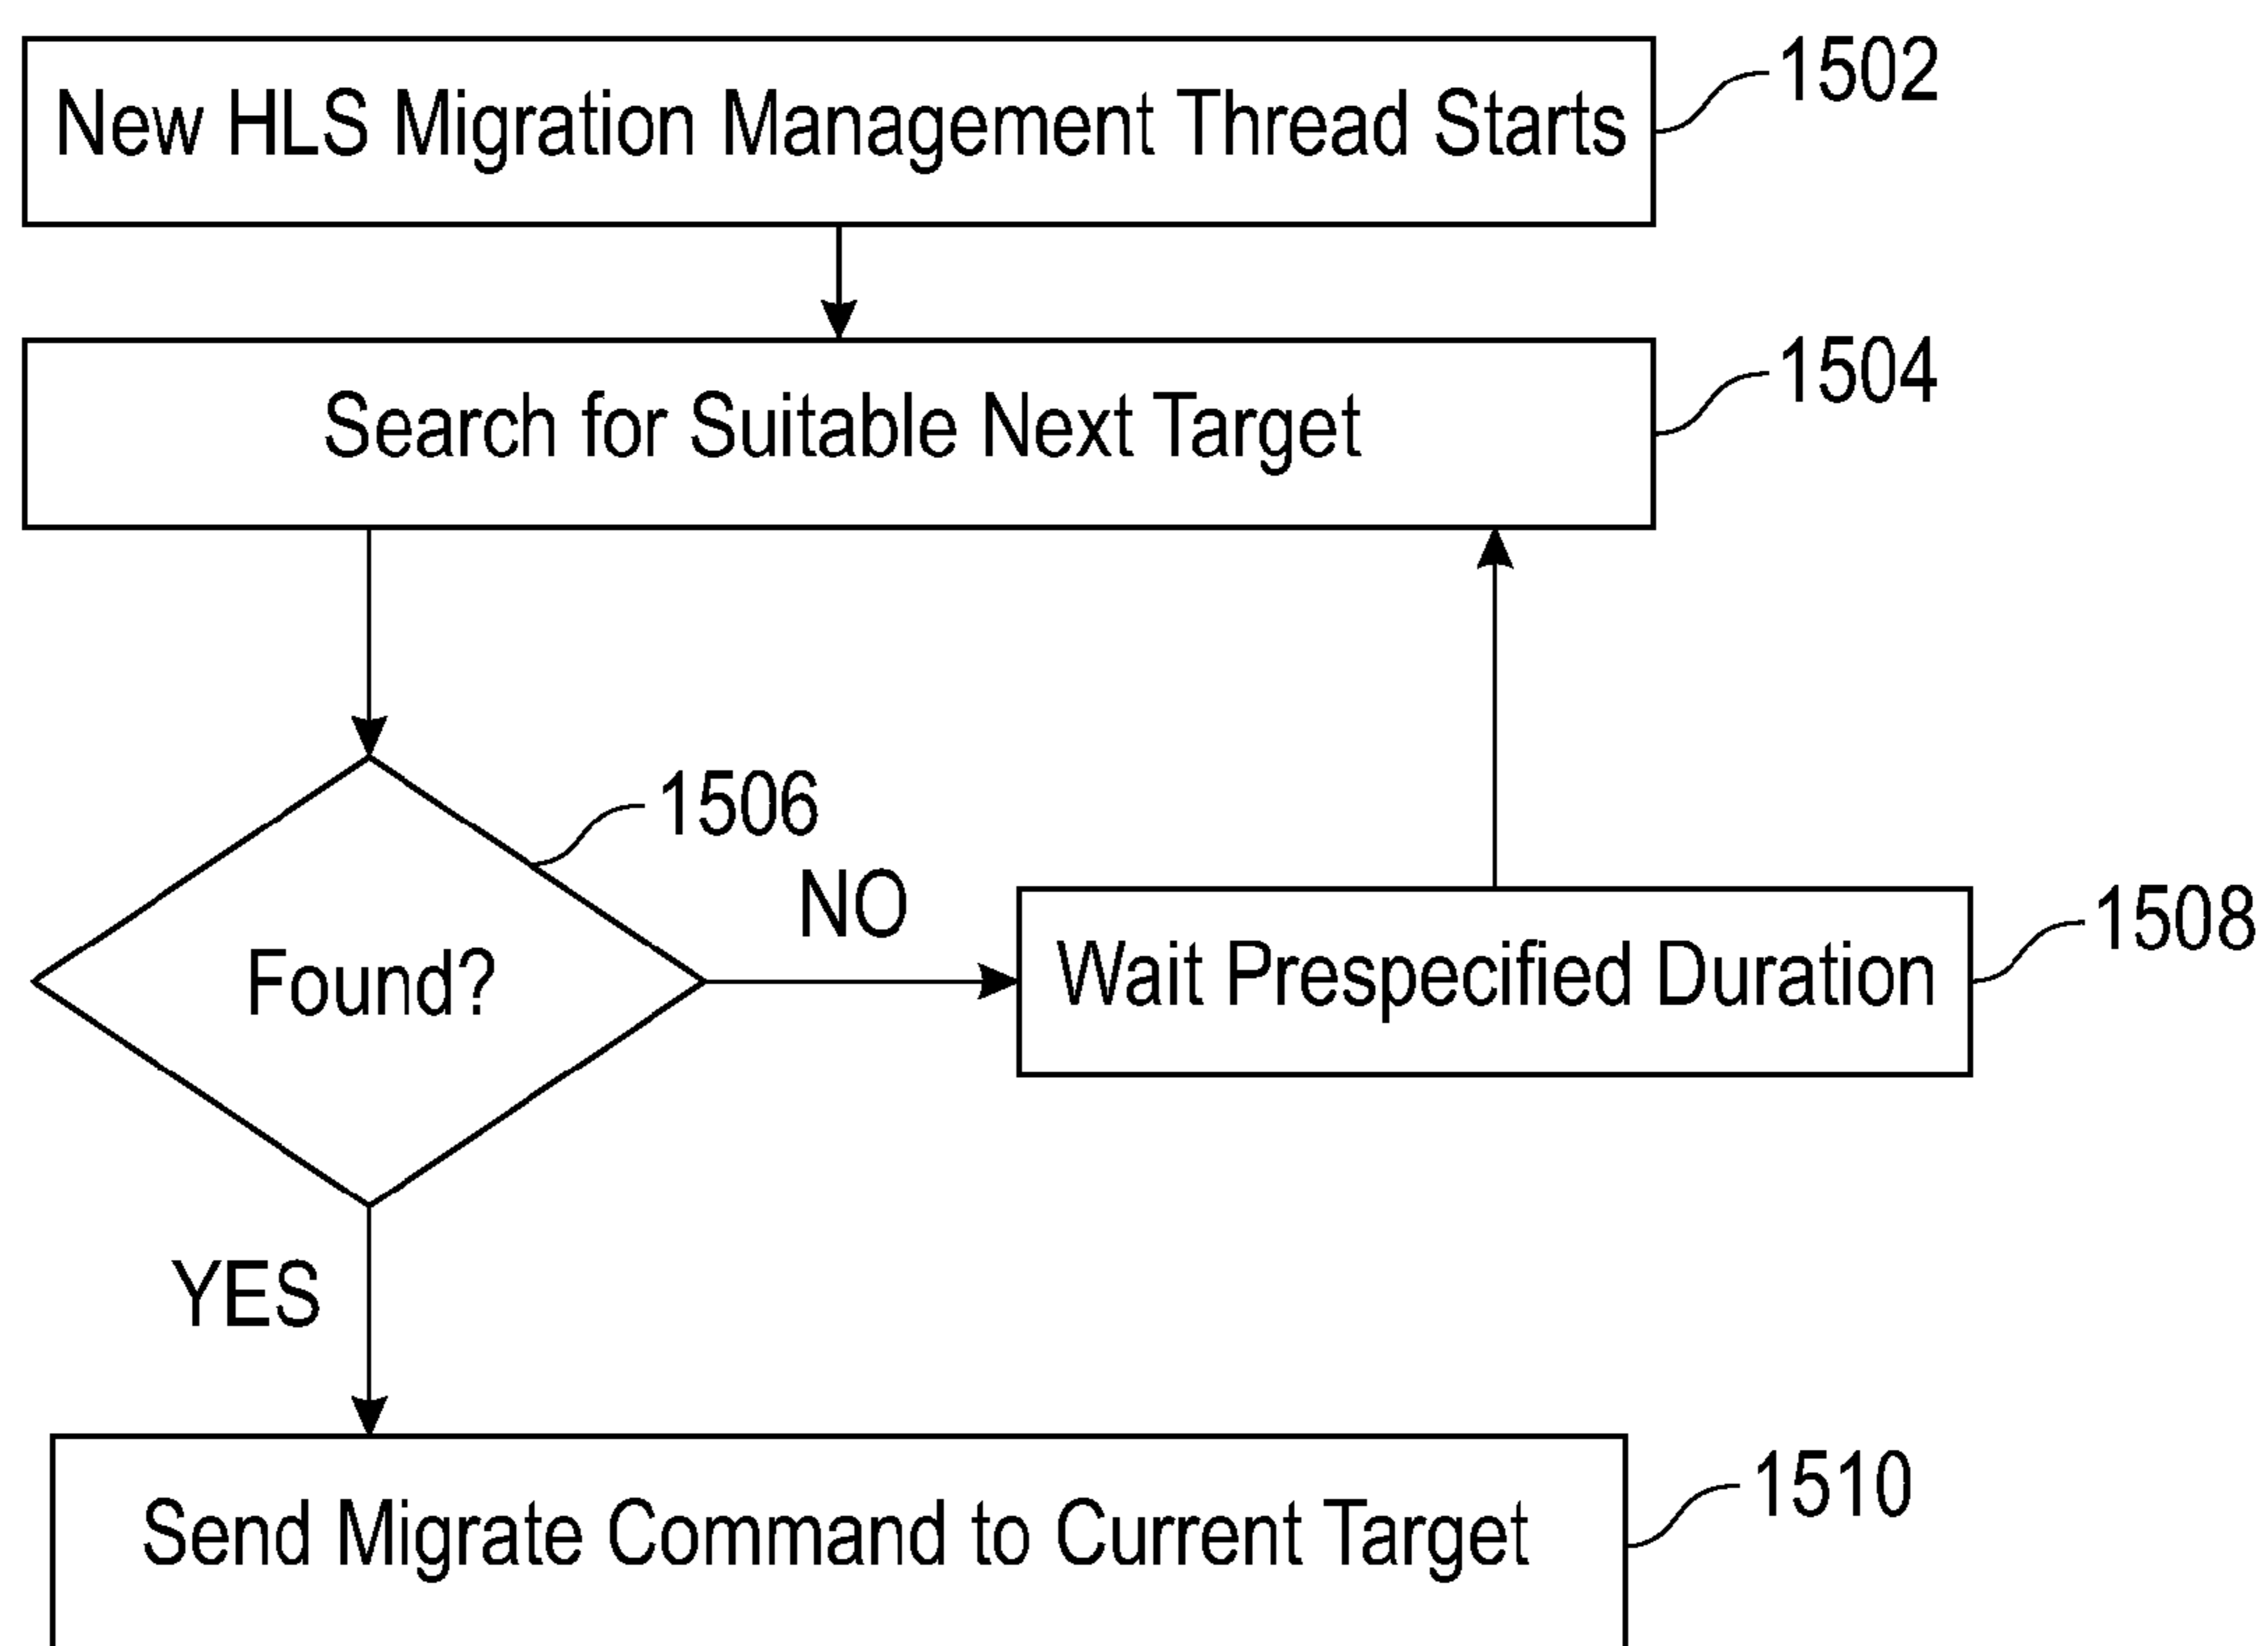 New HLS Migration Management Thread Starts
1502
Search for Suitable Next Target
1504
1506
NO
Found?
Wait Prespecified Duration
1508
YES
Send Migrate Command to Current Target
1510